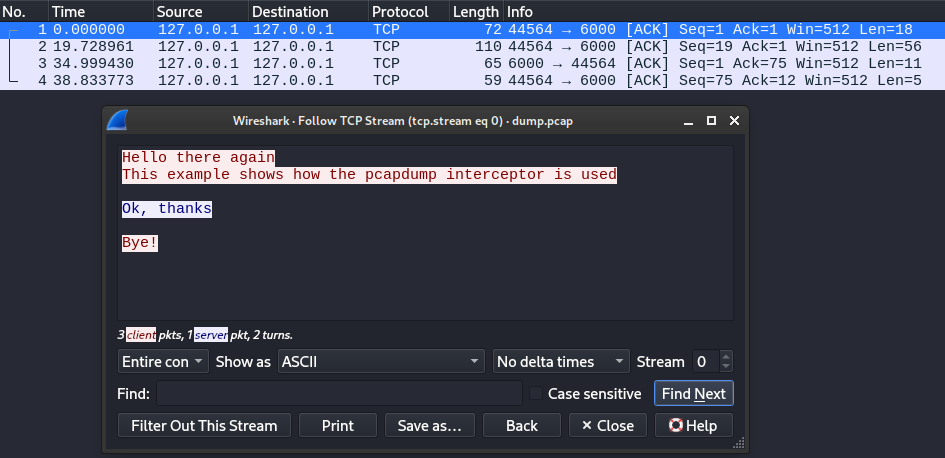 No. Time Source Destination Protocol Length Info
1 0.000000 127.0.0.1 127.0.0.1 TCP 72 44564 → 6000 [ACK] Seq=1 Ack=1 Win=512 Len=18
2 19.728961 127.0.0.1 127.0.0.1 TCP 110 44564 → 6000 [ACK] Seq=19 Ack=1 Win=512 Len=56
3 34.999430 127.0.0.1 127.0.0.1 TCP 65 6000 → 44564 [ACK] Seq=1 Ack=75 Win=512 Len=11
4 38.833773 127.0.0.1 127.0.0.1 TCP 59 44564 → 6000 [ACK] Seq=75 Ack=12 Win=512 Len=5
Wireshark · Follow TCP Stream (tcp.stream eq 0) · dump.pcap
Hello there again
This example shows how the pcapdump interceptor is used
Ok, thanks
Bye!
3 client pkts, 1 server pkt, 2 turns.
Entire con Show as ASCII No delta times Stream 0
Find: Case sensitive Find Next
Filter Out This Stream Print Save as... Back × Close Help